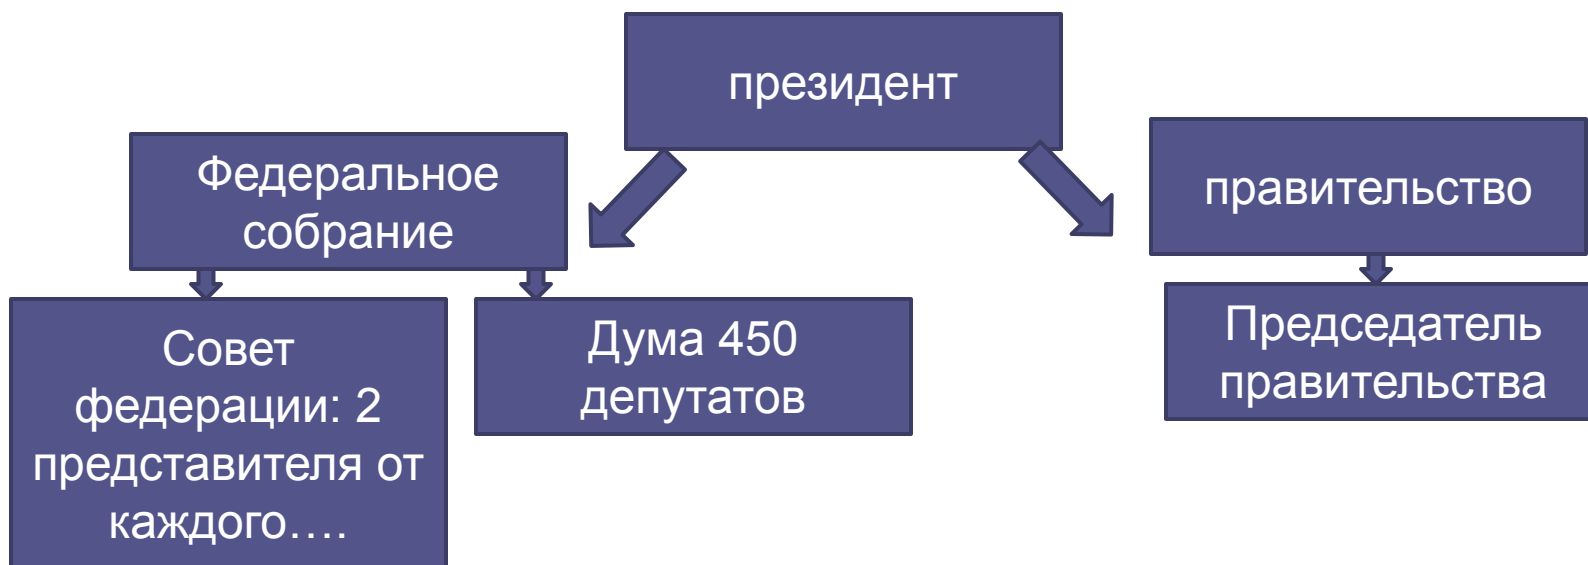 президент
Федеральное
собрание
правительство
Совет
федерации: 2
представителя от
каждого….
Дума 450
депутатов
Председатель
правительства